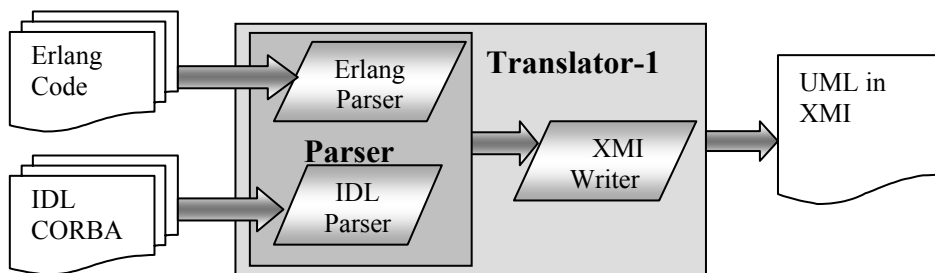 Erlang
Code
IDL
CORBA
Erlang
Parser
Parser
IDL
Parser
Translator-1
XMI
Writer
UML in
XMI